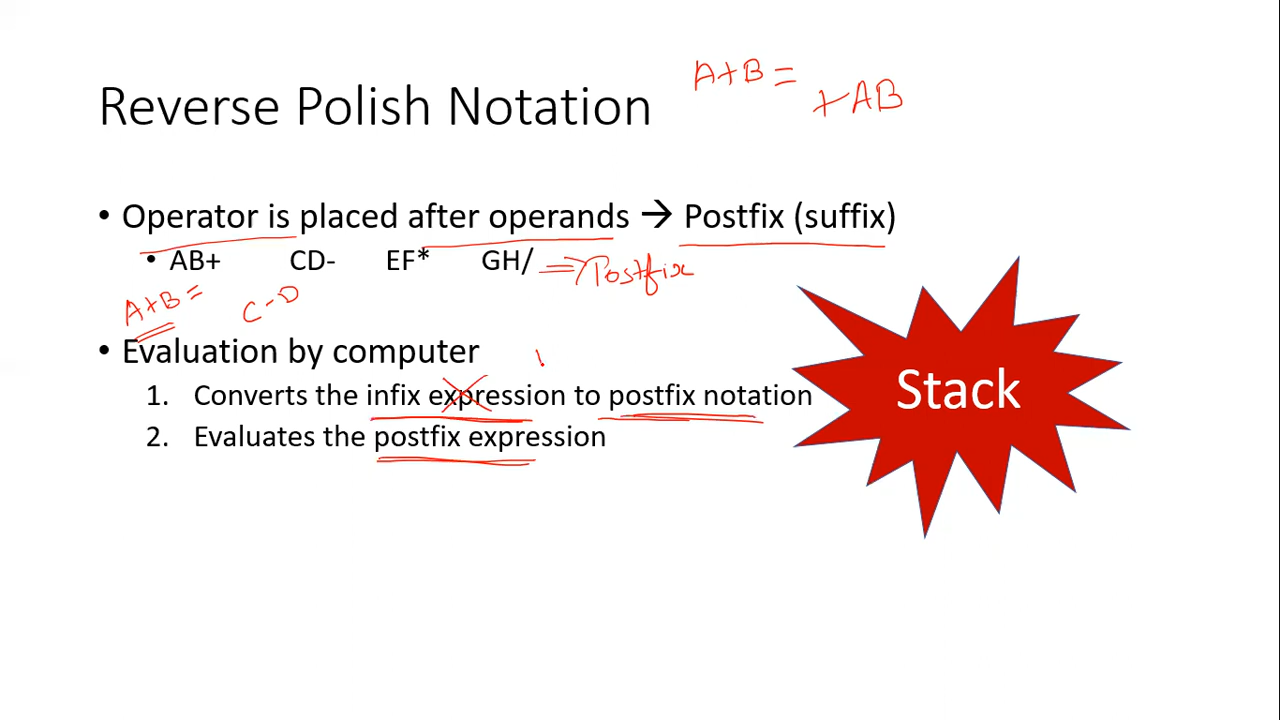 A+B =
+AB
Reverse Polish Notation
• Operator is placed after operands → Postfix (suffix)
• AB+ CD- EF* GH/ ⇒ Postfix
A+B =
C-D
• Evaluation by computer
1. Converts the infix expression to postfix notation
2. Evaluates the postfix expression
Stack